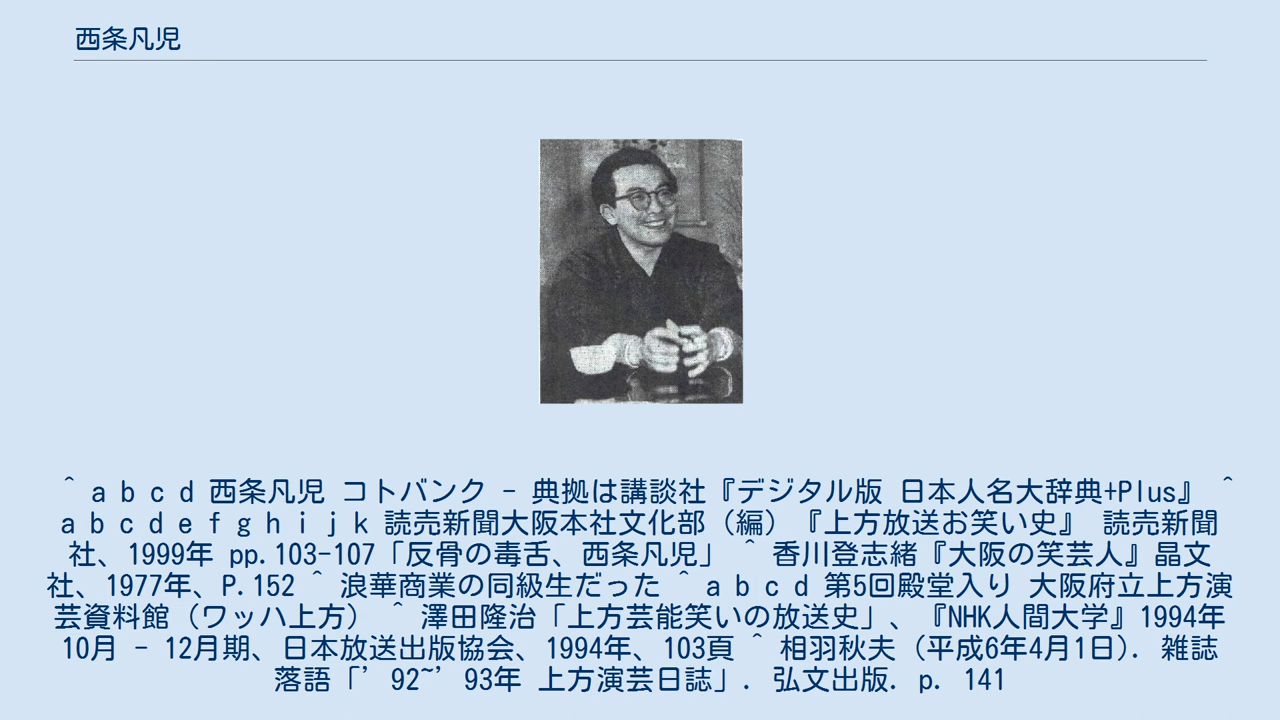 西条凡児
^ a b c d 西条凡児 コトバンク - 典拠は講談社『デジタル版 日本人名大辞典+Plus』 ^
a b c d e f g h i j k 読売新聞大阪本社文化部（編）『上方放送お笑い史』 読売新聞
社、1999年 pp.103-107「反骨の毒舌、西条凡児」 ^ 香川登志緒『大阪の笑芸人』晶文
社、1977年、P.152 ^ 浪華商業の同級生だった ^ a b c d 第5回殿堂入り 大阪府立上方演
芸資料館（ワッハ上方） ^ 澤田隆治「上方芸能笑いの放送史」、『NHK人間大学』1994年
10月 - 12月期、日本放送出版協会、1994年、103頁 ^ 相羽秋夫（平成6年4月1日）. 雑誌
落語「’92~’93年 上方演芸日誌」. 弘文出版. p. 141